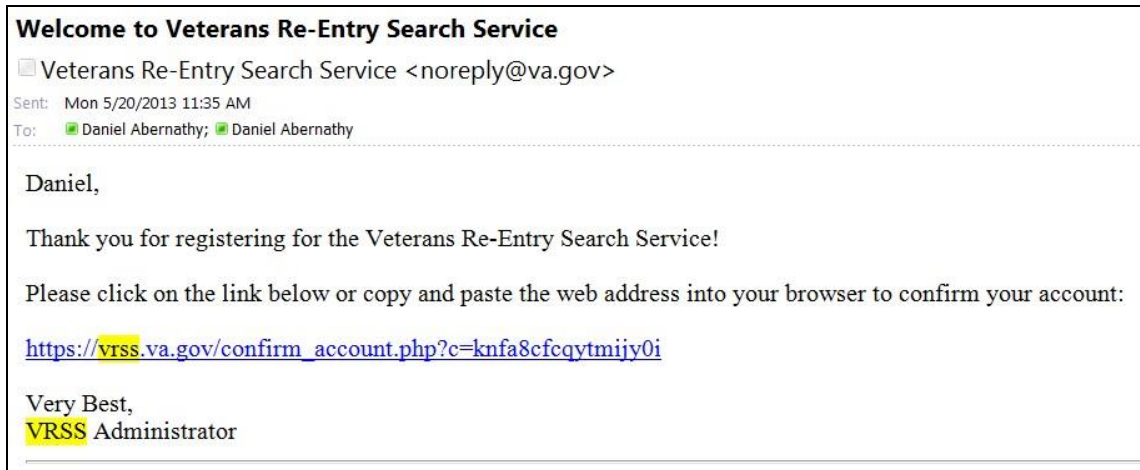 Welcome to Veterans Re-Entry Search Service
Veterans Re-Entry Search Service <noreply@va.gov>
Sent: Mon 5/20/2013 11:35 AM
To: Daniel Abernathy; Daniel Abernathy
Daniel,
Thank you for registering for the Veterans Re-Entry Search Service!
Please click on the link below or copy and paste the web address into your browser to confirm your account:
https://vrss.va.gov/confirm_account.php?c=knfa8cfcqytmijy0i
Very Best,
VRSS Administrator